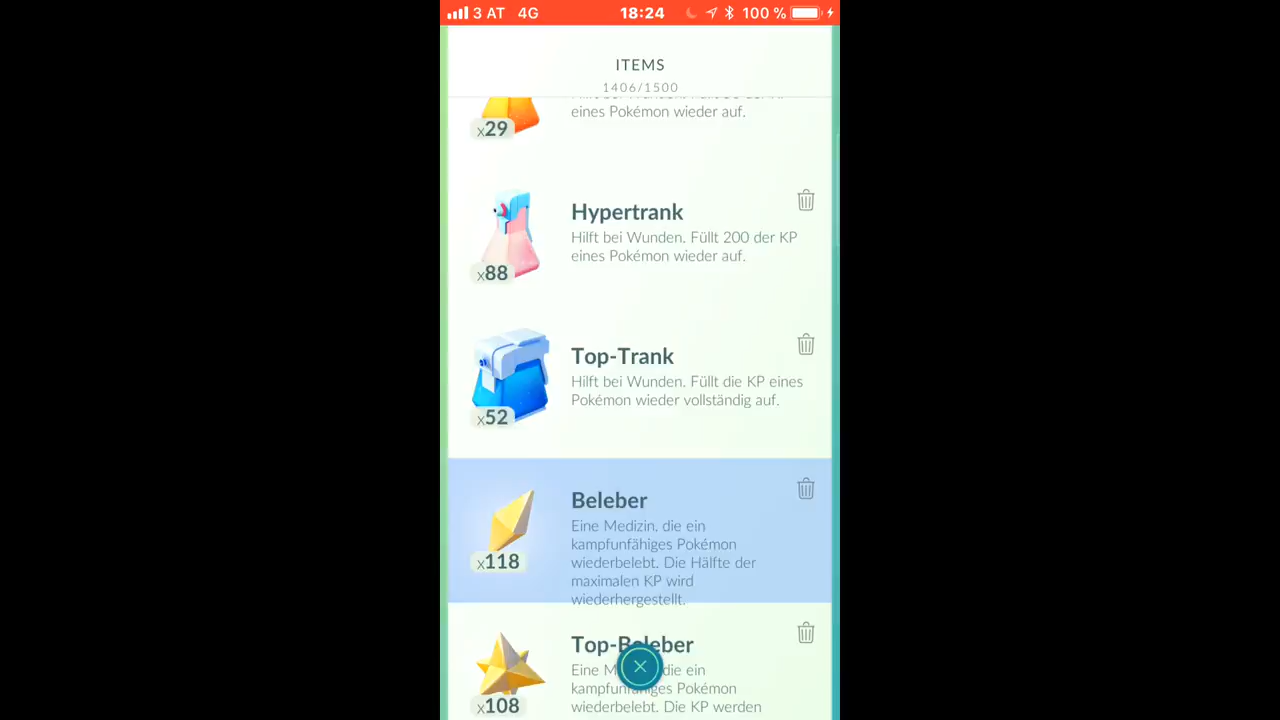 3 AT 4G 18:24 100 %
ITEMS
1406/1500
eines Pokémon wieder auf.
x29
Hypertrank
Hilft bei Wunden. Füllt 200 der KP
eines Pokémon wieder auf.
x88
Top-Trank
Hilft bei Wunden. Füllt die KP eines
Pokémon wieder vollständig auf.
x52
Beleber
Eine Medizin, die ein
kampfunfähiges Pokémon
wiederbelebt. Die Hälfte der
maximalen KP wird
wiederhergestellt.
x118
Top-Beleber
Eine die ein
kampfunfähiges Pokémon
wiederbelebt. Die KP werden
x108